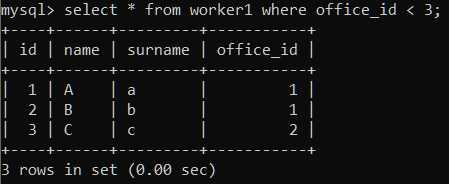 mysql> select * from worker1 where office_id < 3;
+----+------+---------+-----------+
| id | name | surname | office_id |
+----+------+---------+-----------+
|  1 | A    | a       |         1 |
|  2 | B    | b       |         1 |
|  3 | C    | c       |         2 |
+----+------+---------+-----------+
3 rows in set (0.00 sec)